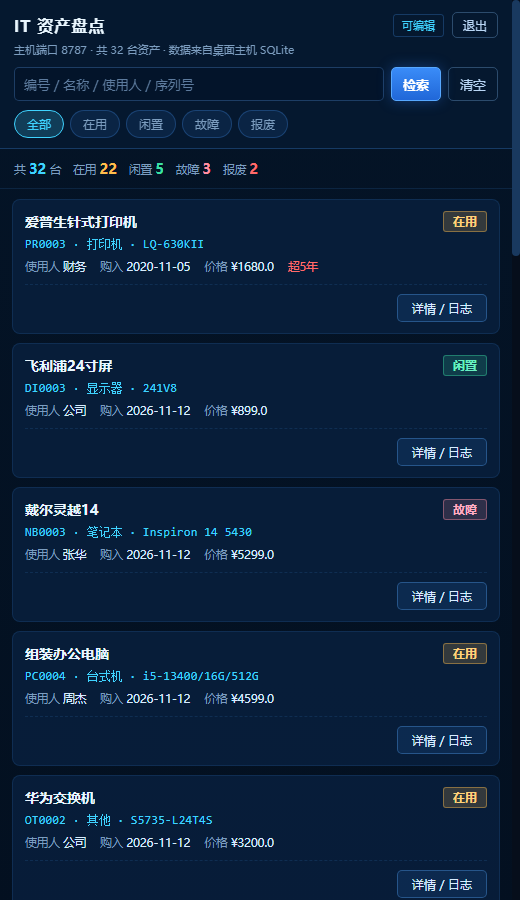 IT 资产盘点
可编辑
退出
主机端口 8787 · 共 32 台资产 · 数据来自桌面主机 SQLite
编号 / 名称 / 使用人 / 序列号
检索
清空
全部
在用
闲置
故障
报废
共 32 台 在用 22 闲置 5 故障 3 报废 2
爱普生针式打印机
在用
PR0003 · 打印机 · LQ-630KII
使用人 财务 购入 2020-11-05 价格 ¥1680.0 超5年
详情 / 日志
飞利浦24寸屏
闲置
DI0003 · 显示器 · 241V8
使用人 公司 购入 2026-11-12 价格 ¥899.0
详情 / 日志
戴尔灵越14
故障
NB0003 · 笔记本 · Inspiron 14 5430
使用人 张华 购入 2026-11-12 价格 ¥5299.0
详情 / 日志
组装办公电脑
在用
PC0004 · 台式机 · i5-13400/16G/512G
使用人 周杰 购入 2026-11-12 价格 ¥4599.0
详情 / 日志
华为交换机
在用
OT0002 · 其他 · S5735-L24T4S
使用人 公司 购入 2026-11-12 价格 ¥3200.0
详情 / 日志